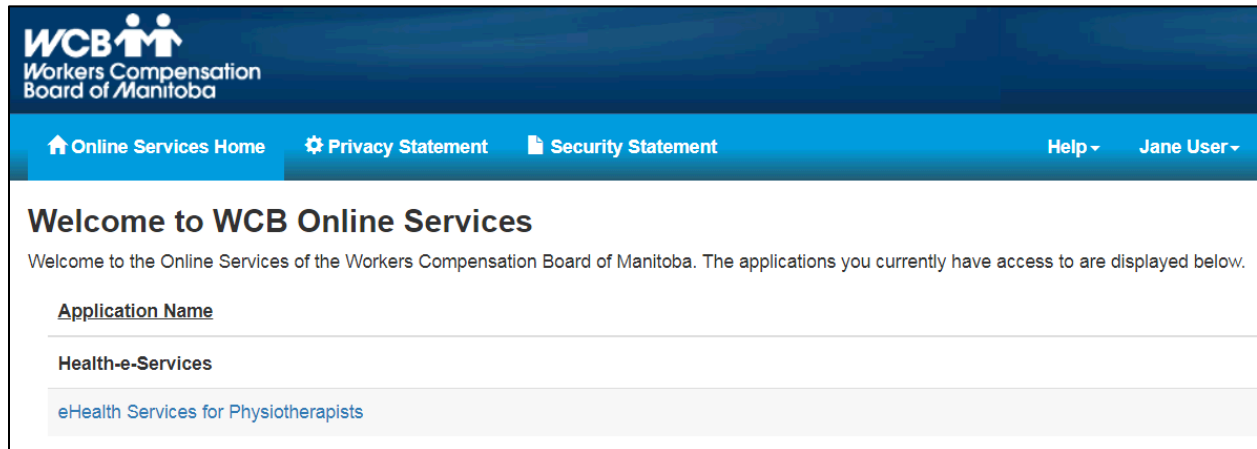 WCB
Workers Compensation
Board of Manitoba
Online Services Home Privacy Statement Security Statement Help Jane User
Welcome to WCB Online Services
Welcome to the Online Services of the Workers Compensation Board of Manitoba. The applications you currently have access to are displayed below.
Application Name
Health-e-Services
eHealth Services for Physiotherapists